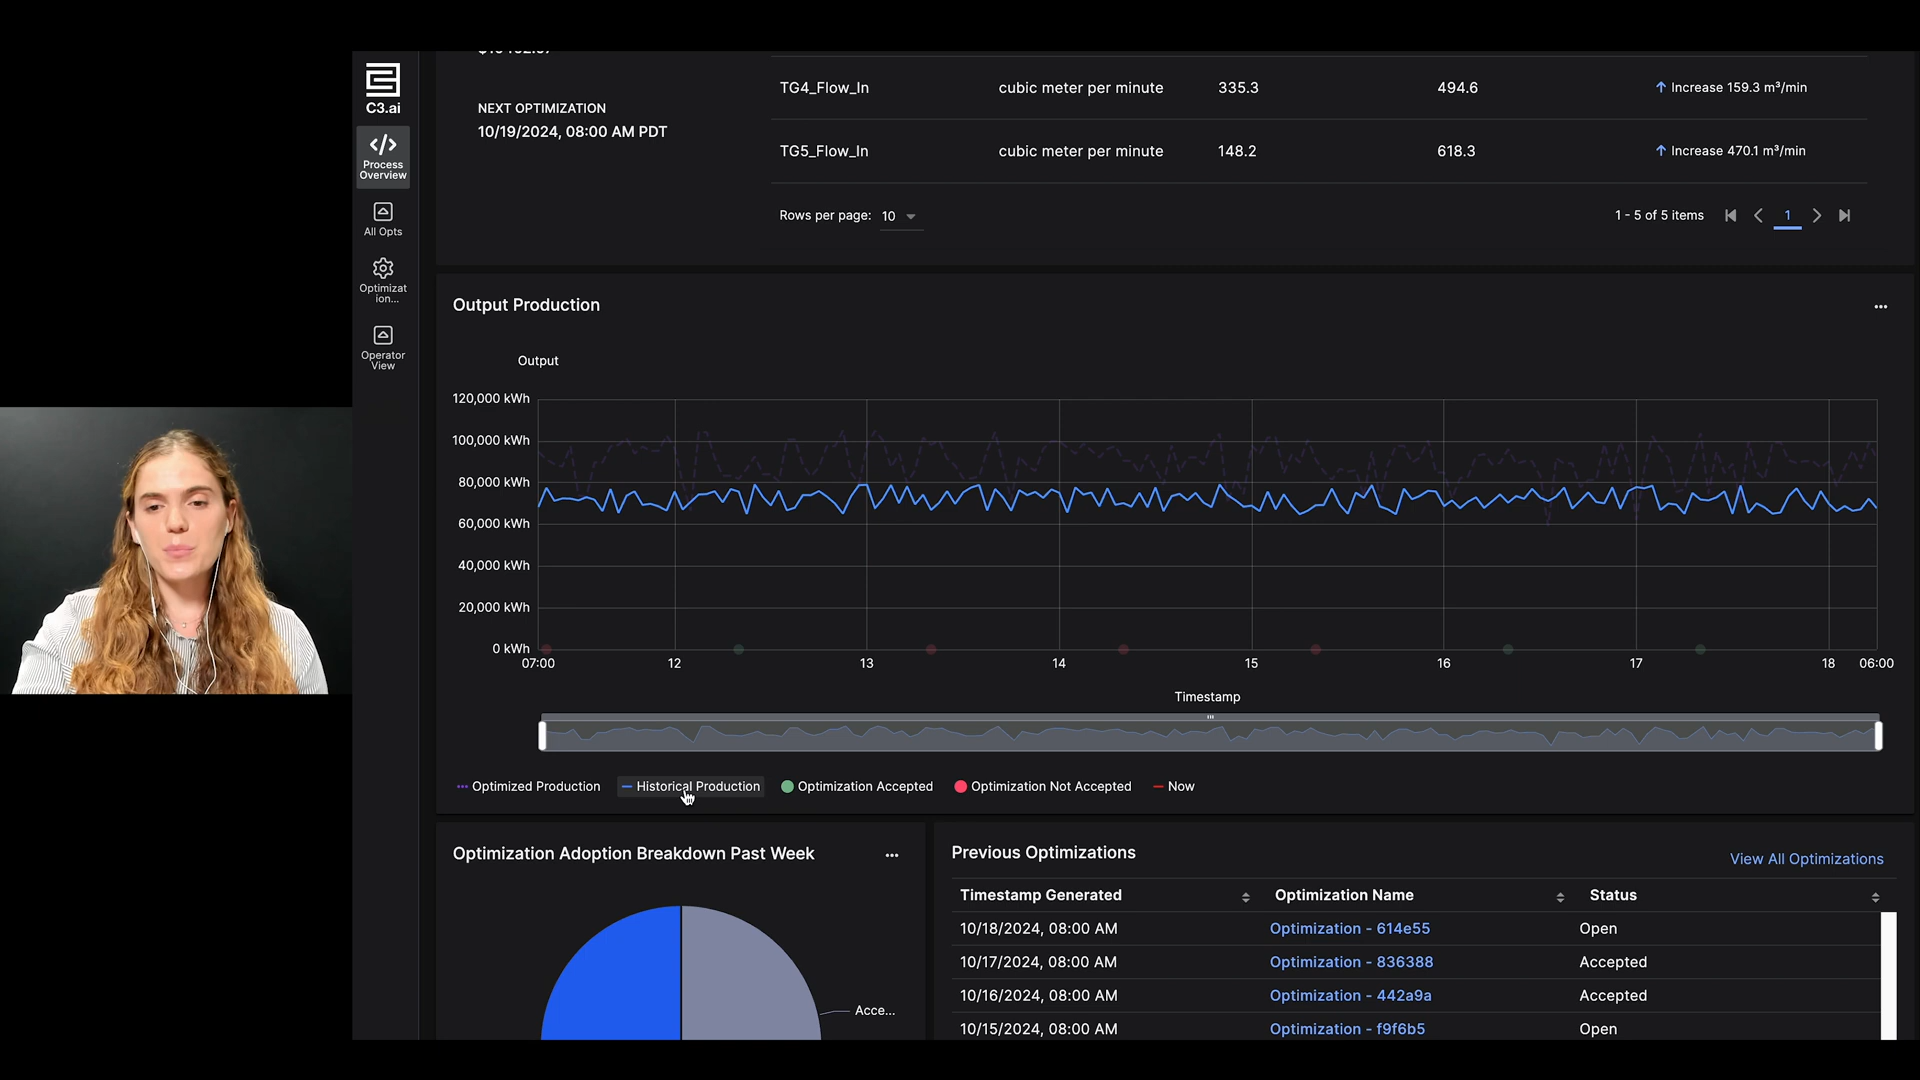 C3.ai
Process
Overview
All Opts
Optimizat
ion...
Operator
View
NEXT OPTIMIZATION
10/19/2024, 08:00 AM PDT
TG4_Flow_In cubic meter per minute 335.3 494.6 Increase 159.3 m³/min
TG5_Flow_In cubic meter per minute 148.2 618.3 Increase 470.1 m³/min
Rows per page: 10
1 - 5 of 5 items 1
Output Production
Output
120,000 kWh
100,000 kWh
80,000 kWh
60,000 kWh
40,000 kWh
20,000 kWh
0 kWh
07:00 12 13 14 15 16 17 18 06:00
Timestamp
Optimized Production Historical Production Optimization Accepted Optimization Not Accepted Now
Optimization Adoption Breakdown Past Week
Acce...
Previous Optimizations
View All Optimizations
Timestamp Generated Optimization Name Status
10/18/2024, 08:00 AM Optimization - 614e55 Open
10/17/2024, 08:00 AM Optimization - 836388 Accepted
10/16/2024, 08:00 AM Optimization - 442a9a Accepted
10/15/2024, 08:00 AM Optimization - f9f6b5 Open